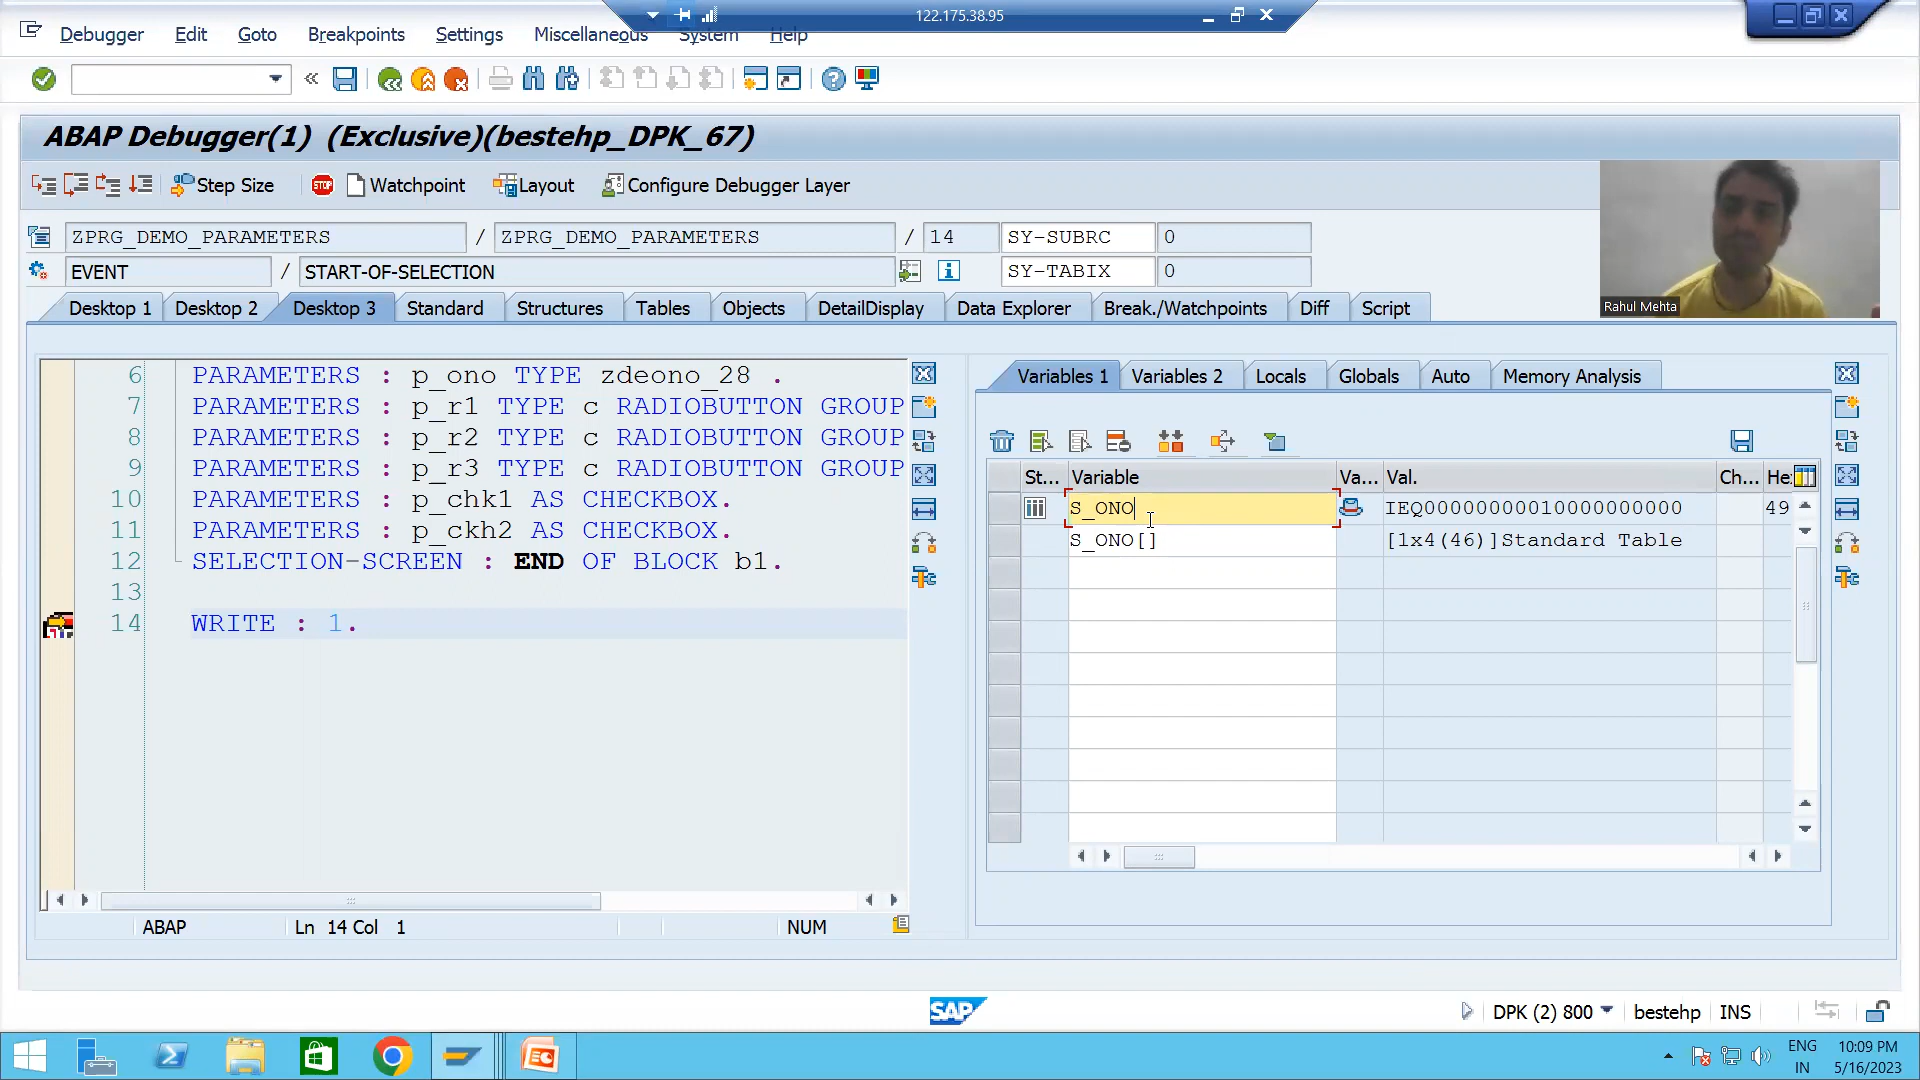 122.175.38.95
Debugger Edit Goto Breakpoints Settings Miscellaneous System Help
ABAP Debugger(1) (Exclusive)(bestehp_DPK_67)
Step Size STOP Watchpoint Layout Configure Debugger Layer
ZPRG_DEMO_PARAMETERS / ZPRG_DEMO_PARAMETERS / 14 SY-SUBRC 0
EVENT / START-OF-SELECTION SY-TABIX 0
Rahul Mehta
Desktop 1 Desktop 2 Desktop 3 Standard Structures Tables Objects DetailDisplay Data Explorer Break./Watchpoints Diff Script
6 PARAMETERS : p_ono TYPE zdeono_28 .
7 PARAMETERS : p_r1 TYPE c RADIOBUTTON GROUP
8 PARAMETERS : p_r2 TYPE c RADIOBUTTON GROUP
9 PARAMETERS : p_r3 TYPE c RADIOBUTTON GROUP
10 PARAMETERS : p_chk1 AS CHECKBOX.
11 PARAMETERS : p_ckh2 AS CHECKBOX.
12 SELECTION-SCREEN : END OF BLOCK b1.
13
14 WRITE : 1.
ABAP Ln 14 Col 1 NUM
Variables 1 Variables 2 Locals Globals Auto Memory Analysis
St... Variable Va... Val. Ch... He
S_ONO IEQ00000000010000000000 49
S_ONO[] [1x4(46)]Standard Table
SAP
DPK (2) 800 bestehp INS
ENG 10:09 PM
IN 5/16/2023